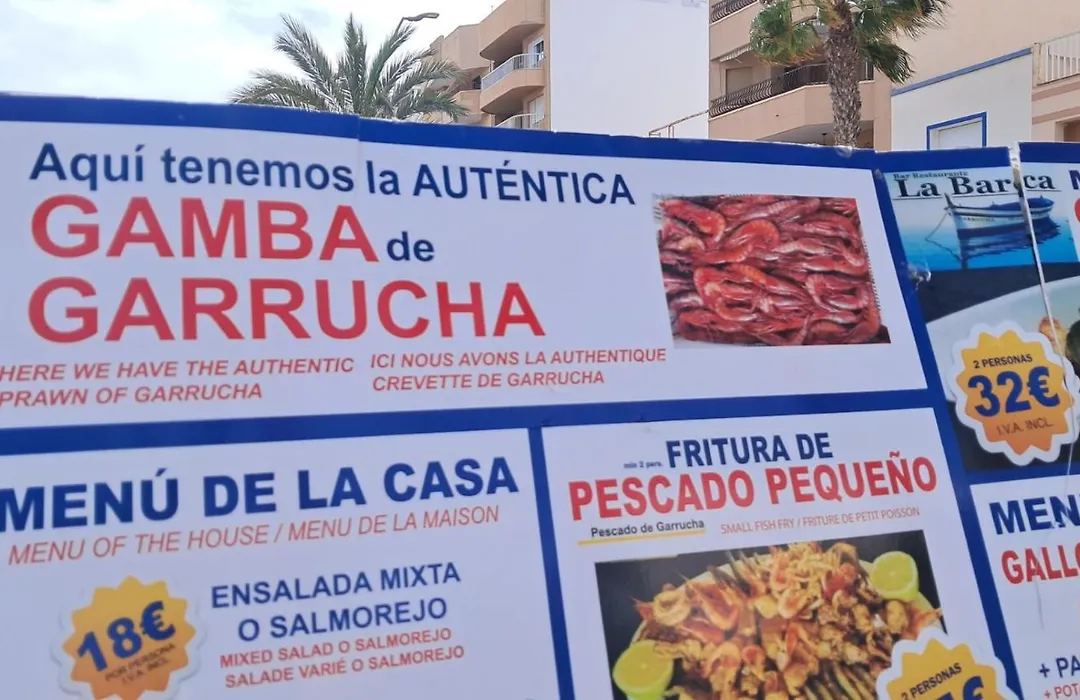 Aquí tenemos la AUTÉNTICA
GAMBA de
GARRUCHA
HERE WE HAVE THE AUTHENTIC
PRAWN OF GARRUCHA
ICI NOUS AVONS LA AUTHENTIQUE
CREVETTE DE GARRUCHA
Bar Restaurante
La Barca
2 PERSONAS
32€
I.V.A. INCL.
MENÚ DE LA CASA
MENU OF THE HOUSE / MENU DE LA MAISON
18€
POR PERSONA
I.V.A. INCL.
ENSALADA MIXTA
O SALMOREJO
MIXED SALAD O SALMOREJO
SALADE VARIÉ O SALMOREJO
min 2 pers. FRITURA DE
PESCADO PEQUEÑO
Pescado de Garrucha
SMALL FISH FRY / FRITURE DE PETIT POISSON
PERSONAS
€
MEN
GALLO
+ PA
+ POT